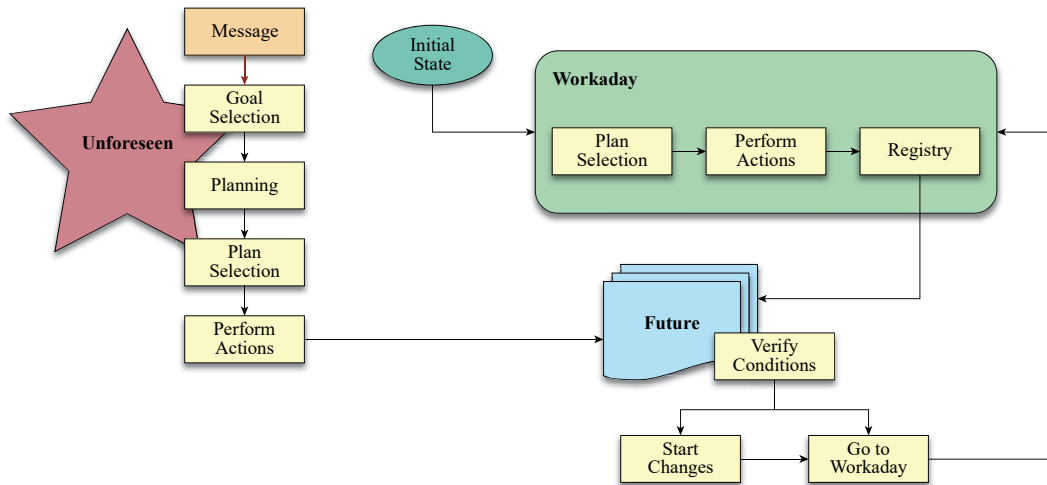 Message
Initial
State
Goal
Selection
Unforeseen
Planning
Plan
Selection
Perform
Actions
Workaday
Plan
Selection
Perform
Actions
Registry
Future
Verify
Conditions
Start
Changes
Go to
Workaday